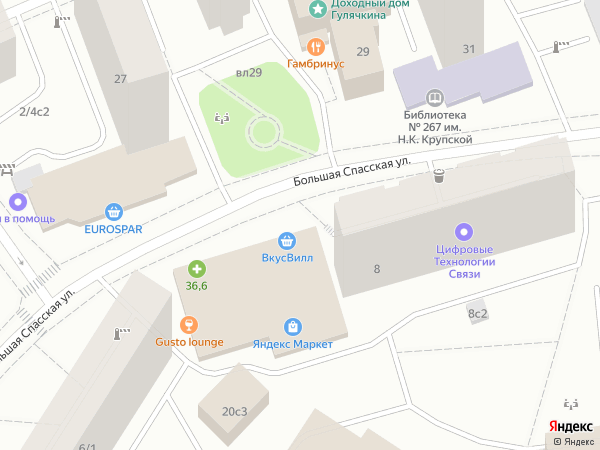 Доходный дом
Гулячкина
29
31
Гамбринус
27
вл29
2/4с2
Библиотека
№ 267 им.
Н.К. Крупской
Большая Спасская ул.
в помощь
EUROSPAR
ВкусВилл
Цифровые
Технологии
Связи
8
36,6
8с2
Gusto lounge
Яндекс Маркет
Спасская ул.
20с3
6/1
Яндекс
© Яндекс